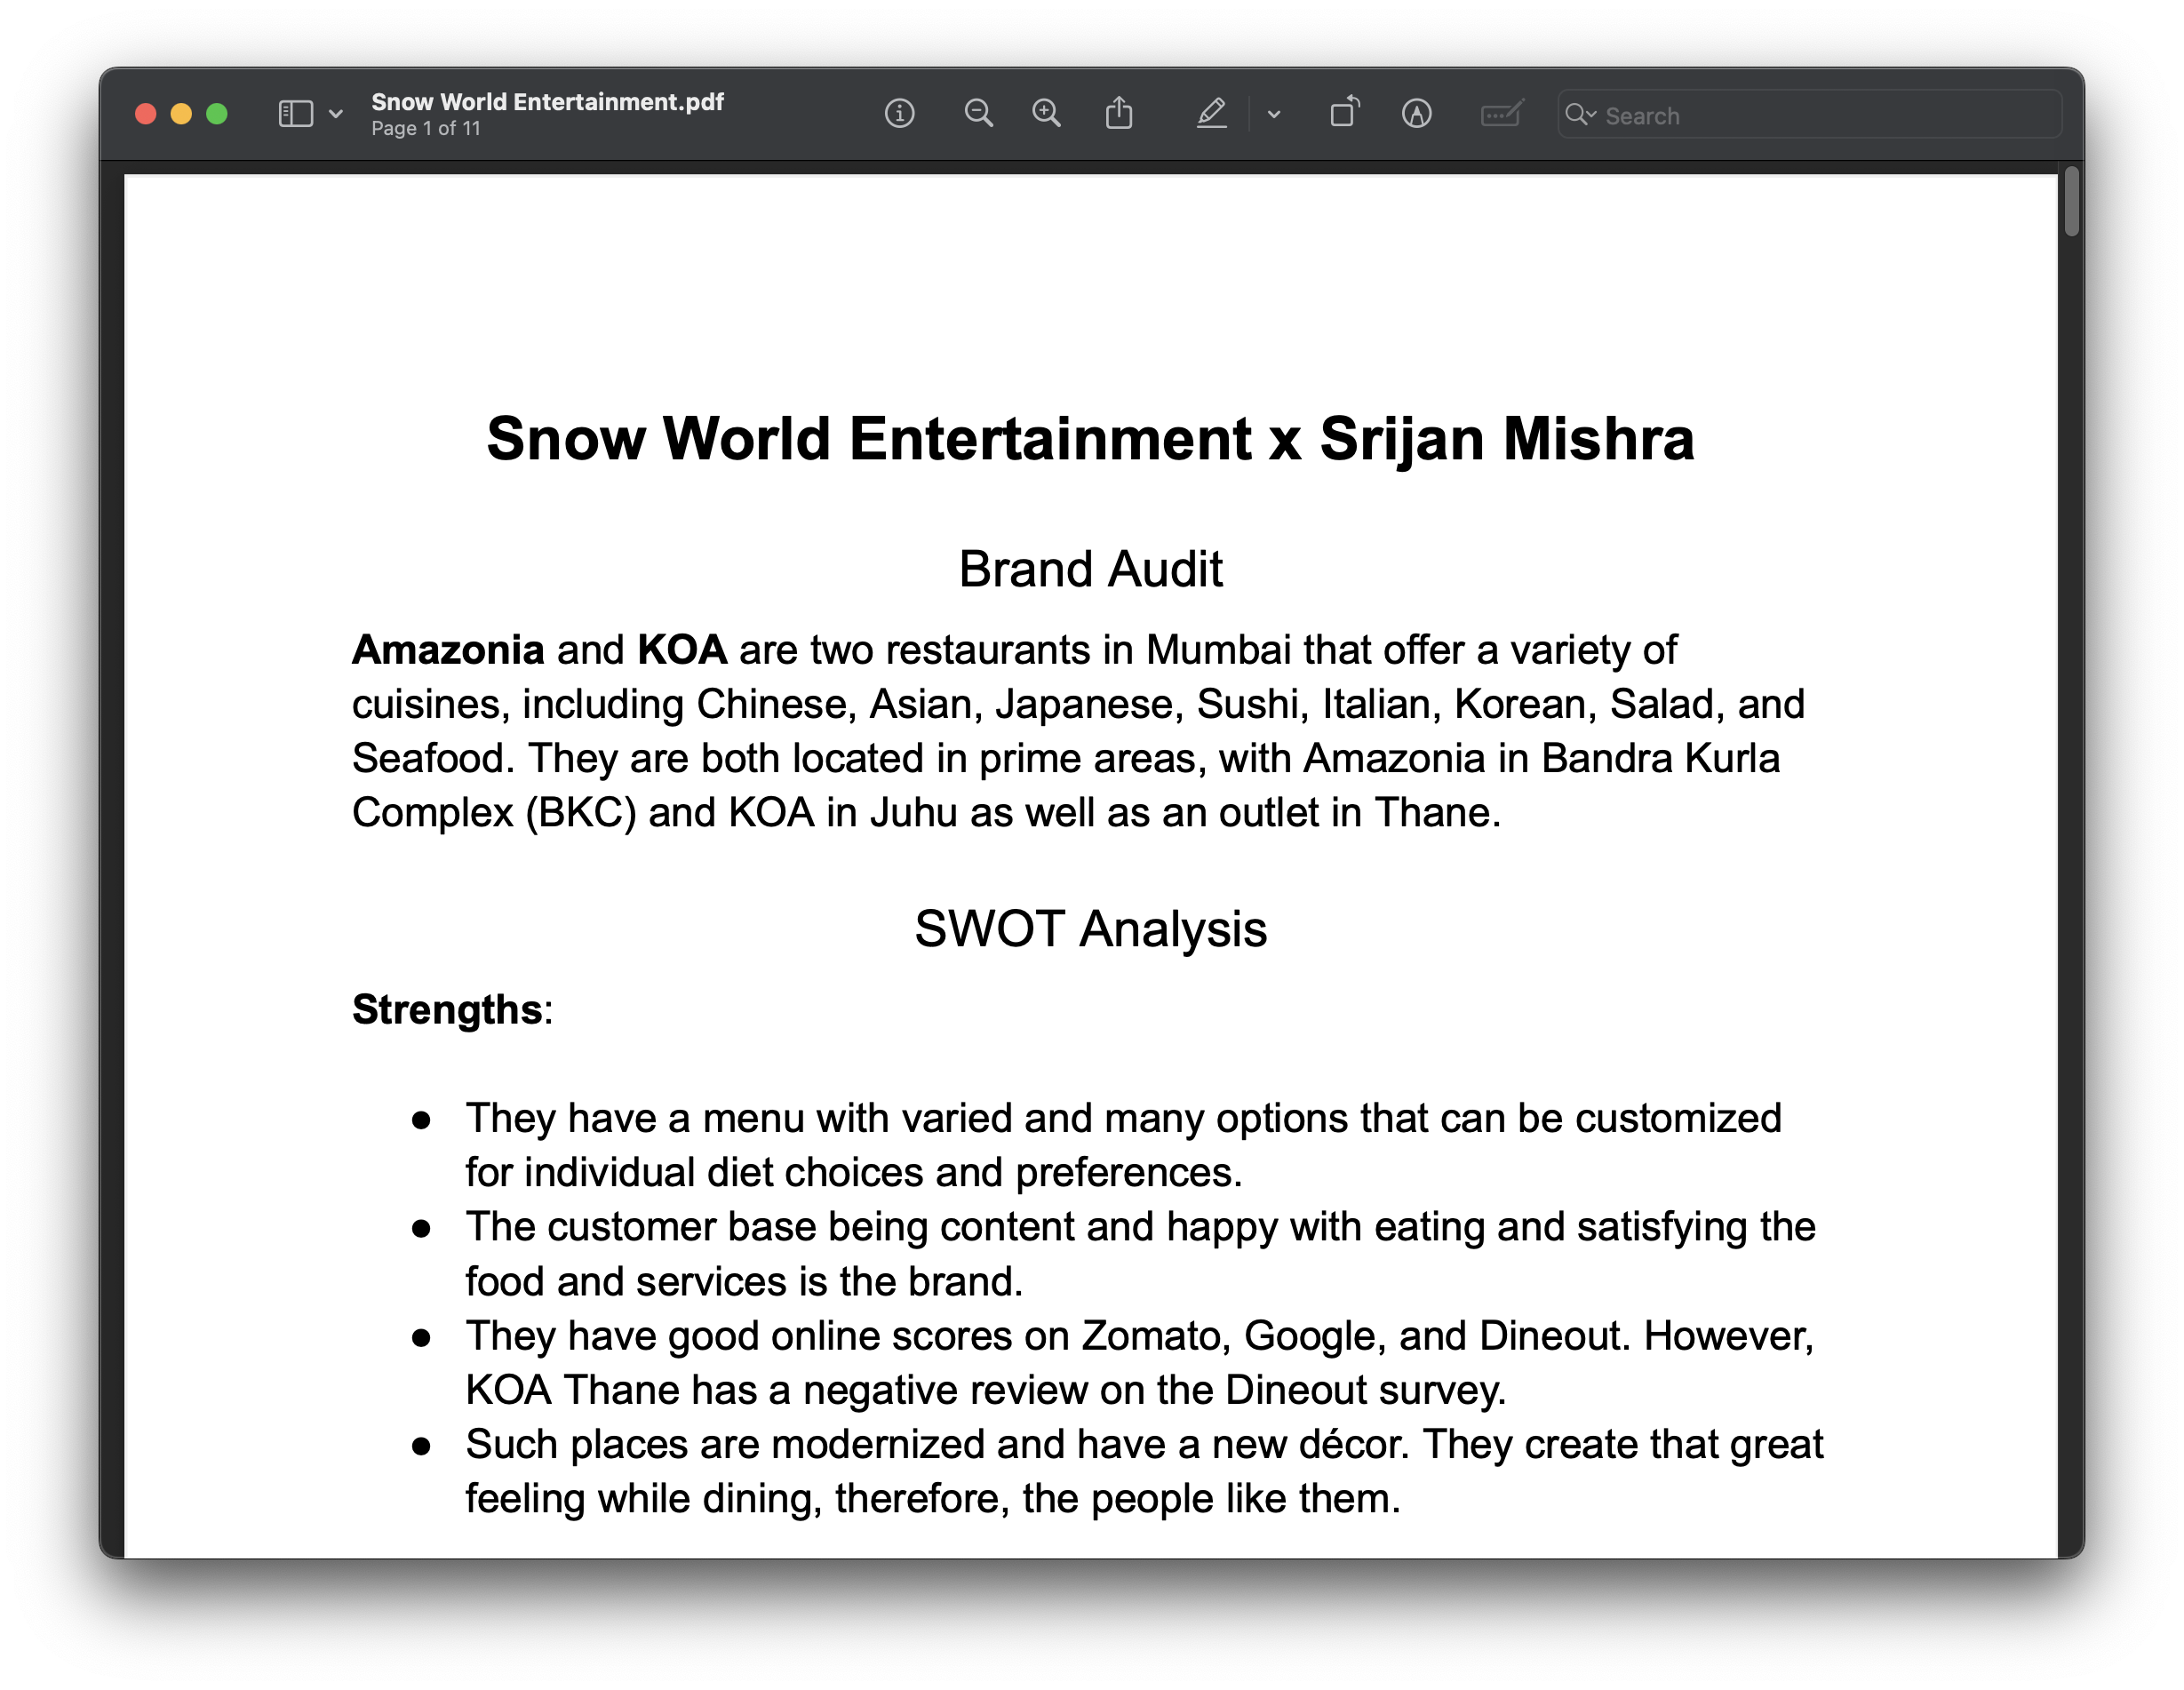 Snow World Entertainment.pdf
Page 1 of 11
Search
Snow World Entertainment x Srijan Mishra
Brand Audit
Amazonia and KOA are two restaurants in Mumbai that offer a variety of
cuisines, including Chinese, Asian, Japanese, Sushi, Italian, Korean, Salad, and
Seafood. They are both located in prime areas, with Amazonia in Bandra Kurla
Complex (BKC) and KOA in Juhu as well as an outlet in Thane.
SWOT Analysis
Strengths:
● They have a menu with varied and many options that can be customized
for individual diet choices and preferences.
● The customer base being content and happy with eating and satisfying the
food and services is the brand.
● They have good online scores on Zomato, Google, and Dineout. However,
KOA Thane has a negative review on the Dineout survey.
● Such places are modernized and have a new décor. They create that great
feeling while dining, therefore, the people like them.